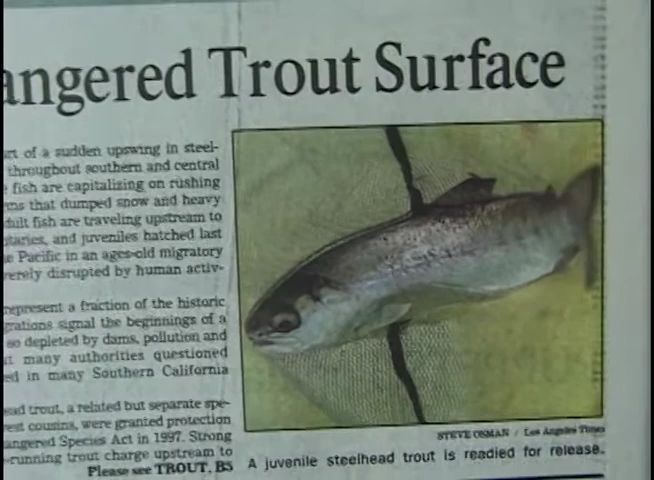 angered Trout Surface
of a sudden upswing in steel-
throughout southern and central
fish are capitalizing on rushing
that dumped snow and heavy
fish are traveling upstream to
and juveniles hatched last
Pacific in an ages-old migratory
disrupted by human activ-
represent a fraction of the historic
signal the beginnings of a
so depleted by dams, pollution and
many authorities questioned
in many Southern California
trout, a related but separate spe-
cousins, were granted protection
angered Species Act in 1997. Strong
-running trout charge upstream to
Please see TROUT, B5
STEVE OSMAN / Los Angeles Times
A juvenile steelhead trout is readied for release.